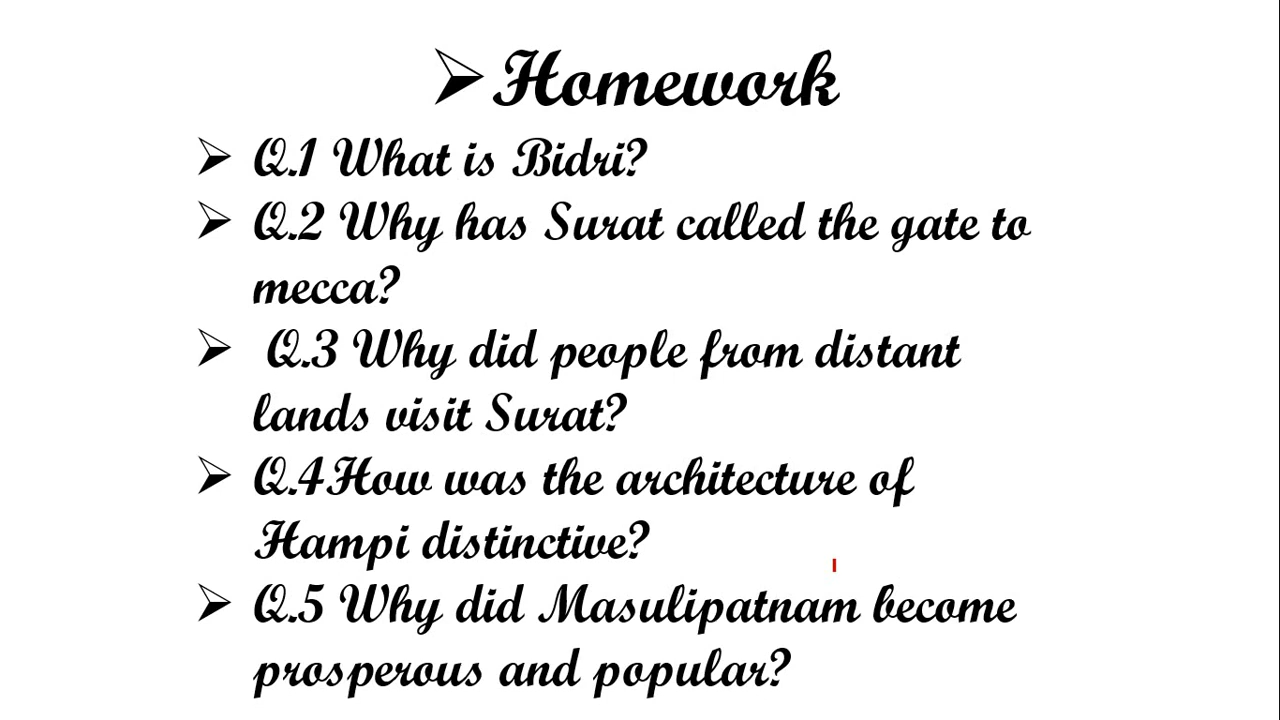 ➢Homework
➢ Q.1 What is Bidri?
➢ Q.2 Why has Surat called the gate to
mecca?
➢ Q.3 Why did people from distant
lands visit Surat?
➢ Q.4How was the architecture of
Hampi distinctive?
➢ Q.5 Why did Masulipatnam become
prosperous and popular?